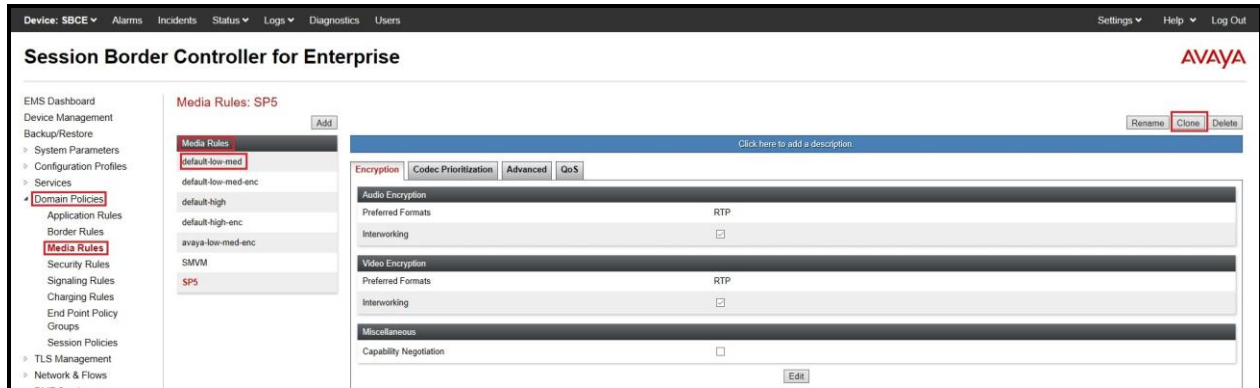 Device: SBCE Alarms Incidents Status Logs Diagnostics Users Settings Help Log Out
Session Border Controller for Enterprise
AVAYA
EMS Dashboard
Device Management
Backup/Restore
System Parameters
Configuration Profiles
Services
Domain Policies
Application Rules
Border Rules
Media Rules
Security Rules
Signaling Rules
Charging Rules
End Point Policy
Groups
Session Policies
TLS Management
Network & Flows
Media Rules: SP5
Add
Rename Clone Delete
Media Rules
default-low-med
default-low-med-enc
default-high
default-high-enc
avaya-low-med-enc
SMVM
SP5
Click here to add a description.
Encryption Codec Prioritization Advanced QoS
Audio Encryption
Preferred Formats RTP
Interworking
Video Encryption
Preferred Formats RTP
Interworking
Miscellaneous
Capability Negotiation
Edit